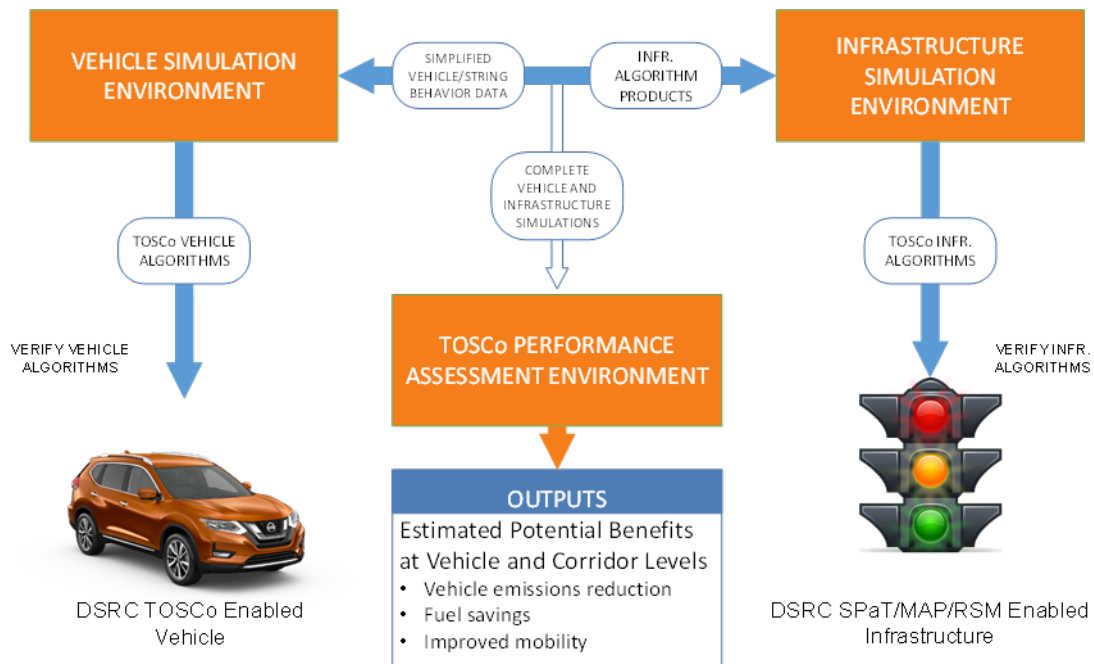 VEHICLE SIMULATION
ENVIRONMENT
SIMPLIFIED
VEHICLE/STRING
BEHAVIOR DATA
INFR.
ALGORITHM
PRODUCTS
INFRASTRUCTURE
SIMULATION
ENVIRONMENT
COMPLETE
VEHICLE AND
INFRASTRUCTURE
SIMULATIONS
TOSCo VEHICLE
ALGORITHMS
TOSCo INFR.
ALGORITHMS
VERIFY VEHICLE
ALGORITHMS
TOSCo PERFORMANCE
ASSESSMENT ENVIRONMENT
VERIFY INFR.
ALGORITHMS
OUTPUTS
Estimated Potential Benefits
at Vehicle and Corridor Levels
• Vehicle emissions reduction
• Fuel savings
• Improved mobility
DSRC TOSCo Enabled
Vehicle
DSRC SPaT/MAP/RSM Enabled
Infrastructure